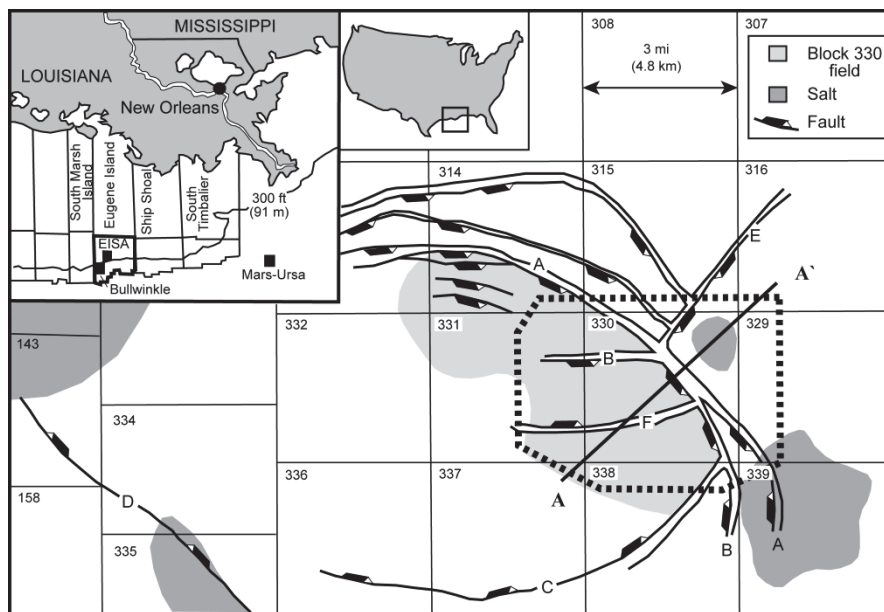 MISSISSIPPI
LOUISIANA
New Orleans
South Marsh
Island
Eugene Island
Ship Shoal
South
Timbalier
300 ft
(91 m)
EISA
Mars-Ursa
Bullwinkle
308
307
3 mi
(4.8 km)
Block 330
field
Salt
Fault
314
315
316
E
A
A`
332
331
330
329
143
B
334
F
336
337
338
339
A
158
D
335
B
A
C